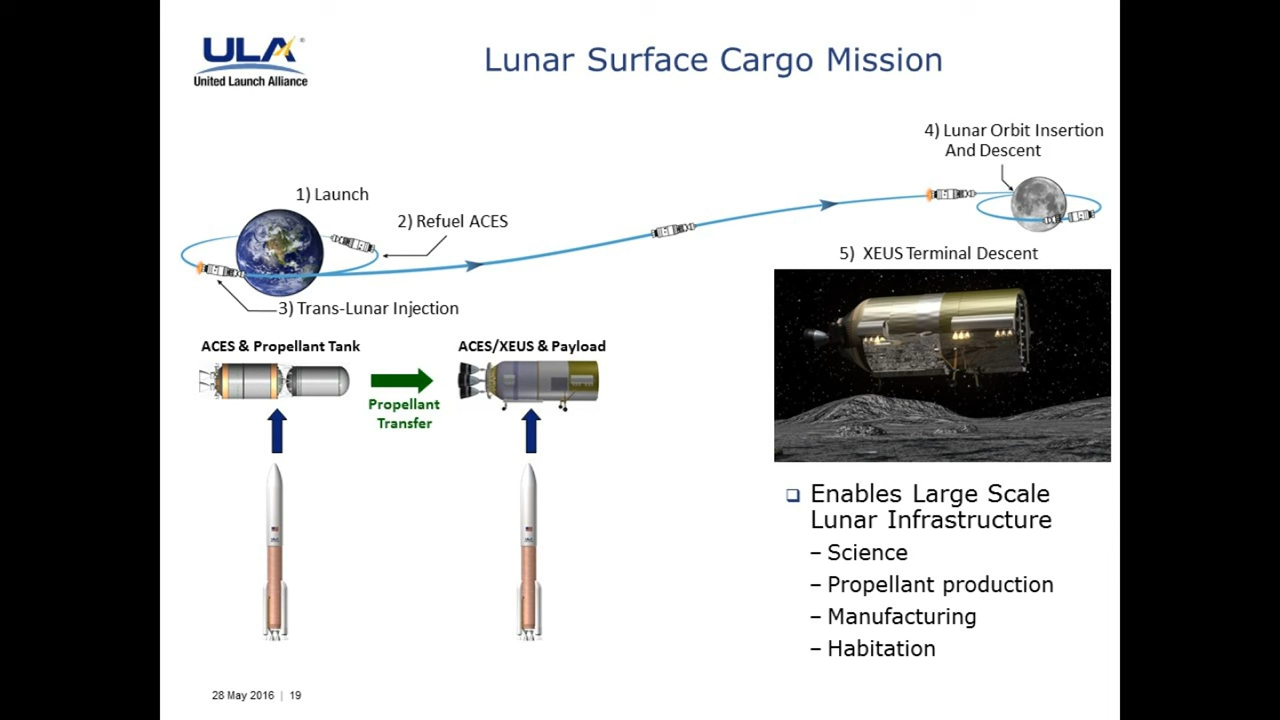 ULA
United Launch Alliance
Lunar Surface Cargo Mission
4) Lunar Orbit Insertion
And Descent
1) Launch
2) Refuel ACES
5) XEUS Terminal Descent
3) Trans-Lunar Injection
ACES & Propellant Tank
ACES/XEUS & Payload
Propellant
Transfer
Enables Large Scale
Lunar Infrastructure
– Science
– Propellant production
– Manufacturing
– Habitation
ULA
ULA
28 May 2016 | 19